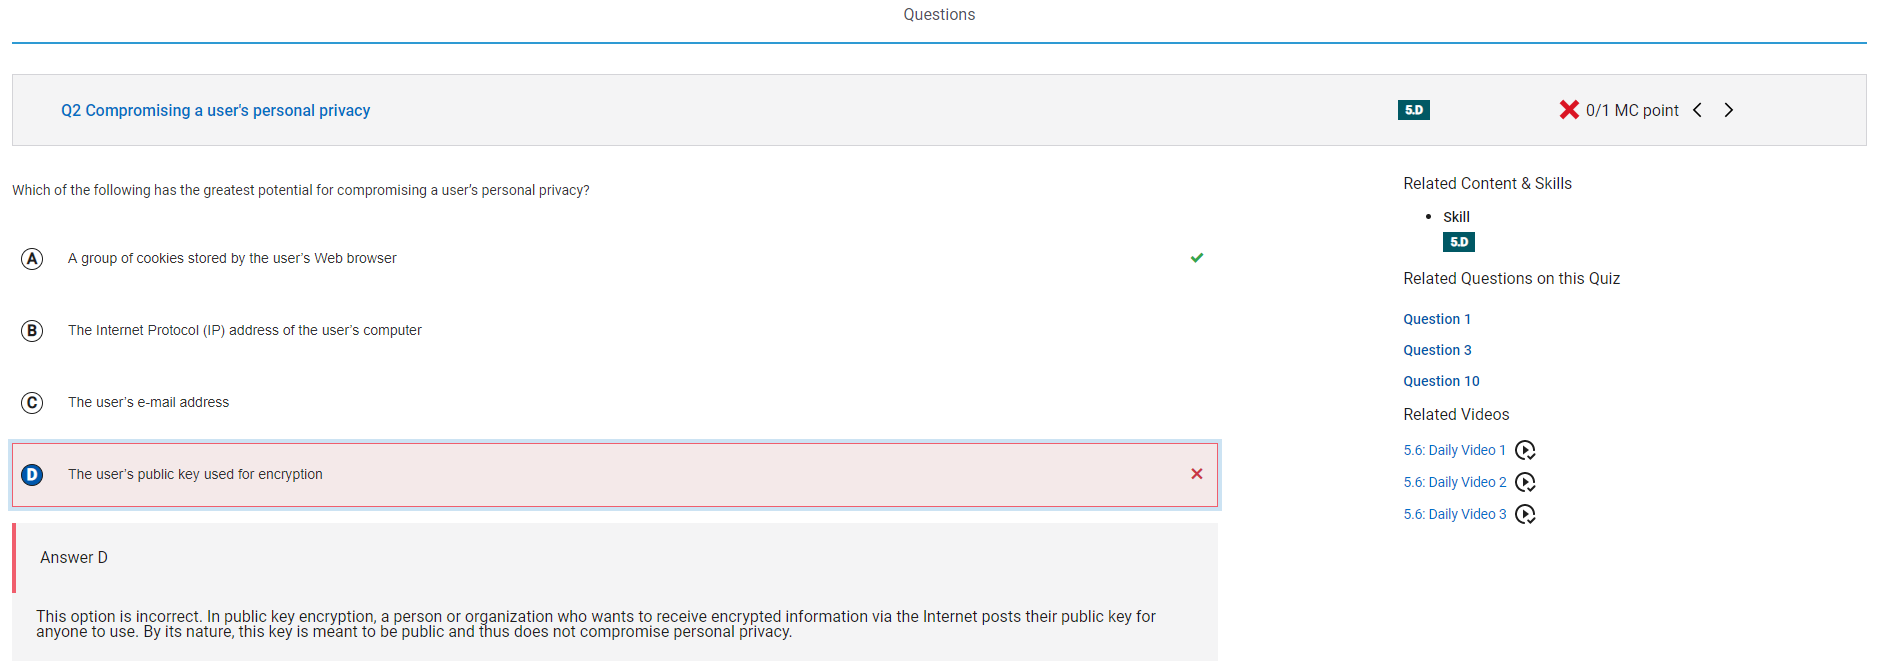 Questions
Q2 Compromising a user's personal privacy
5.D
0/1 MC point
Which of the following has the greatest potential for compromising a user’s personal privacy?
A A group of cookies stored by the user’s Web browser
B The Internet Protocol (IP) address of the user’s computer
C The user’s e-mail address
D The user’s public key used for encryption
Answer D
This option is incorrect. In public key encryption, a person or organization who wants to receive encrypted information via the Internet posts their public key for
anyone to use. By its nature, this key is meant to be public and thus does not compromise personal privacy.
Related Content & Skills
• Skill
5.D
Related Questions on this Quiz
Question 1
Question 3
Question 10
Related Videos
5.6: Daily Video 1
5.6: Daily Video 2
5.6: Daily Video 3